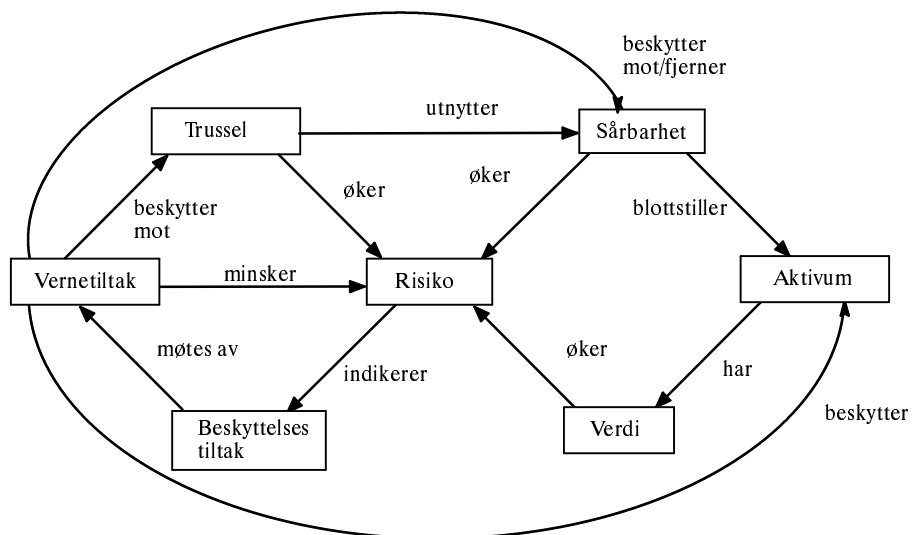 beskytter
mot/fjerner
utnytter
Trussel
Sårbarhet
øker
øker
beskytter
mot
blottstiller
Vernetiltak
minsker
Risiko
Aktivum
møtes av
indikerer
øker
har
beskytter
Beskyttelses
tiltak
Verdi